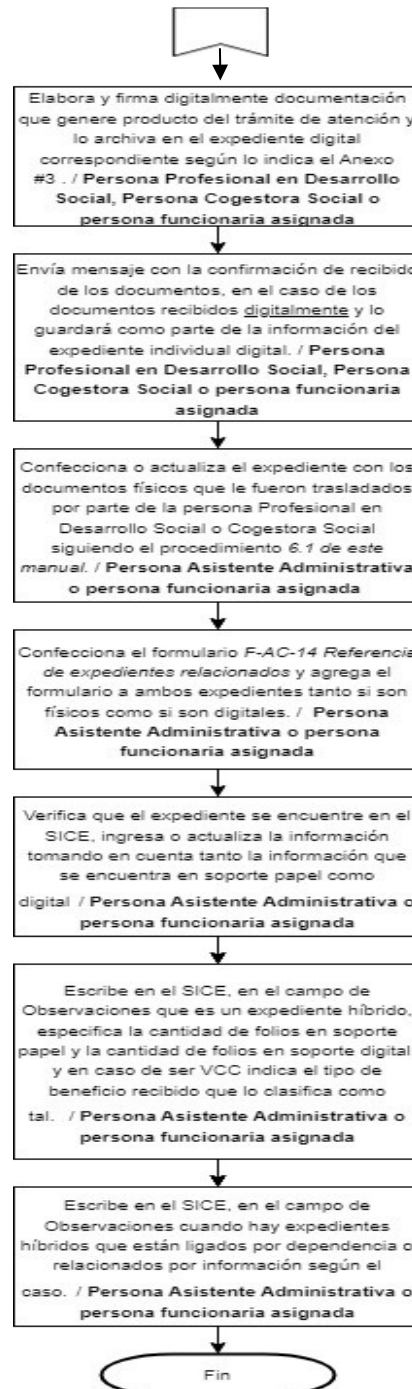 Elabora y firma digitalmente documentación
que genere producto del trámite de atención y
lo archiva en el expediente digital
correspondiente según lo indica el Anexo
#3 . / Persona Profesional en Desarrollo
Social, Persona Cogestora Social o
persona funcionaria asignada
Envía mensaje con la confirmación de recibido
de los documentos, en el caso de los
documentos recibidos digitalmente y lo
guardará como parte de la información del
expediente individual digital. / Persona
Profesional en Desarrollo Social, Persona
Cogestora Social o persona funcionaria
asignada
Confecciona o actualiza el expediente con los
documentos físicos que le fueron trasladados
por parte de la persona Profesional en
Desarrollo Social o Cogestora Social
siguiendo el procedimiento 6.1 de este
manual. / Persona Asistente Administrativa
o persona funcionaria asignada
Confecciona el formulario F-AC-14 Referencia
de expedientes relacionados y agrega el
formulario a ambos expedientes tanto si son
físicos como si son digitales. / Persona
Asistente Administrativa o persona
funcionaria asignada
Verifica que el expediente se encuentre en el
SICE, ingresa o actualiza la información
tomando en cuenta tanto la información que
se encuentra en soporte papel como
digital / Persona Asistente Administrativa o
persona funcionaria asignada
Escribe en el SICE, en el campo de
Observaciones que es un expediente híbrido,
especifica la cantidad de folios en soporte
papel y la cantidad de folios en soporte digital
y en caso de ser VCC indica el tipo de
beneficio recibido que lo clasifica como
tal. / Persona Asistente Administrativa o
persona funcionaria asignada
Escribe en el SICE, en el campo de
Observaciones cuando hay expedientes
híbridos que están ligados por dependencia o
relacionados por información según el
caso. / Persona Asistente Administrativa o
persona funcionaria asignada
Fin